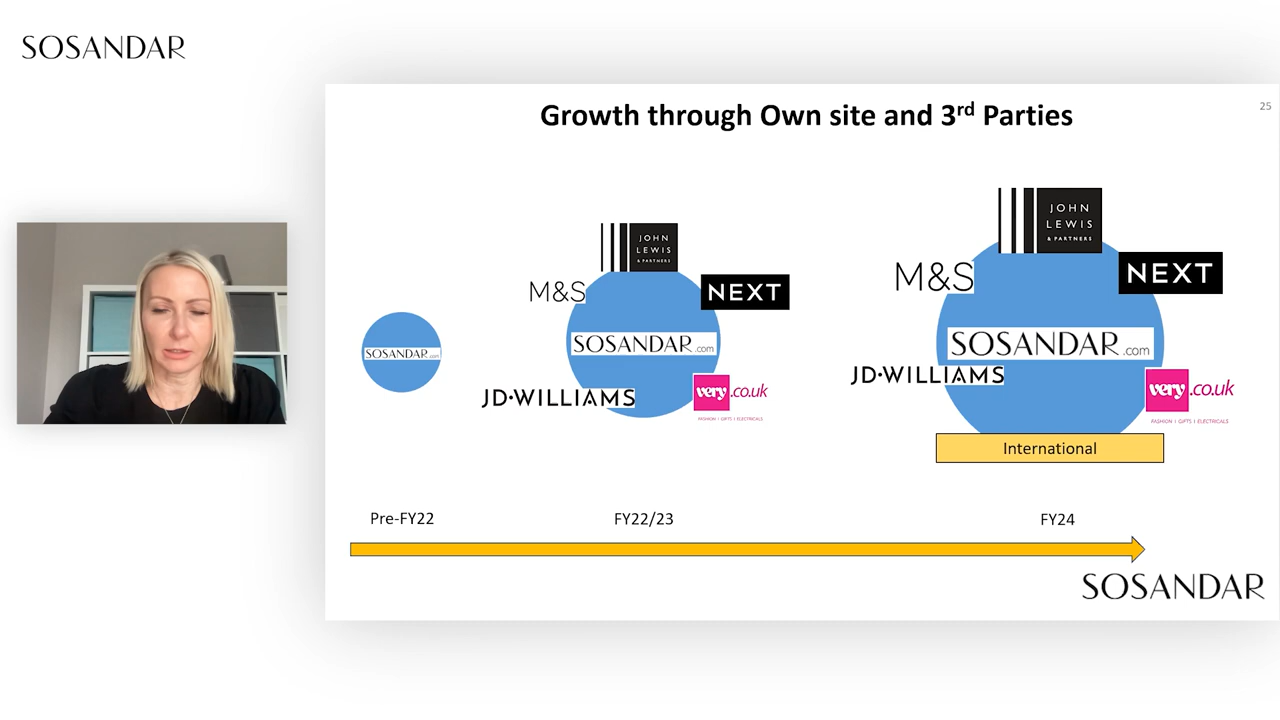 SOSANDAR
Growth through Own site and 3rd Parties
25
SOSANDAR.com
JOHN
LEWIS
& PARTNERS
M&S
NEXT
SOSANDAR.com
JD·WILLIAMS
very.co.uk
FASHION | GIFTS | ELECTRICALS
JOHN
LEWIS
& PARTNERS
M&S
NEXT
SOSANDAR.com
JD·WILLIAMS
very.co.uk
FASHION | GIFTS | ELECTRICALS
International
Pre-FY22
FY22/23
FY24
SOSANDAR